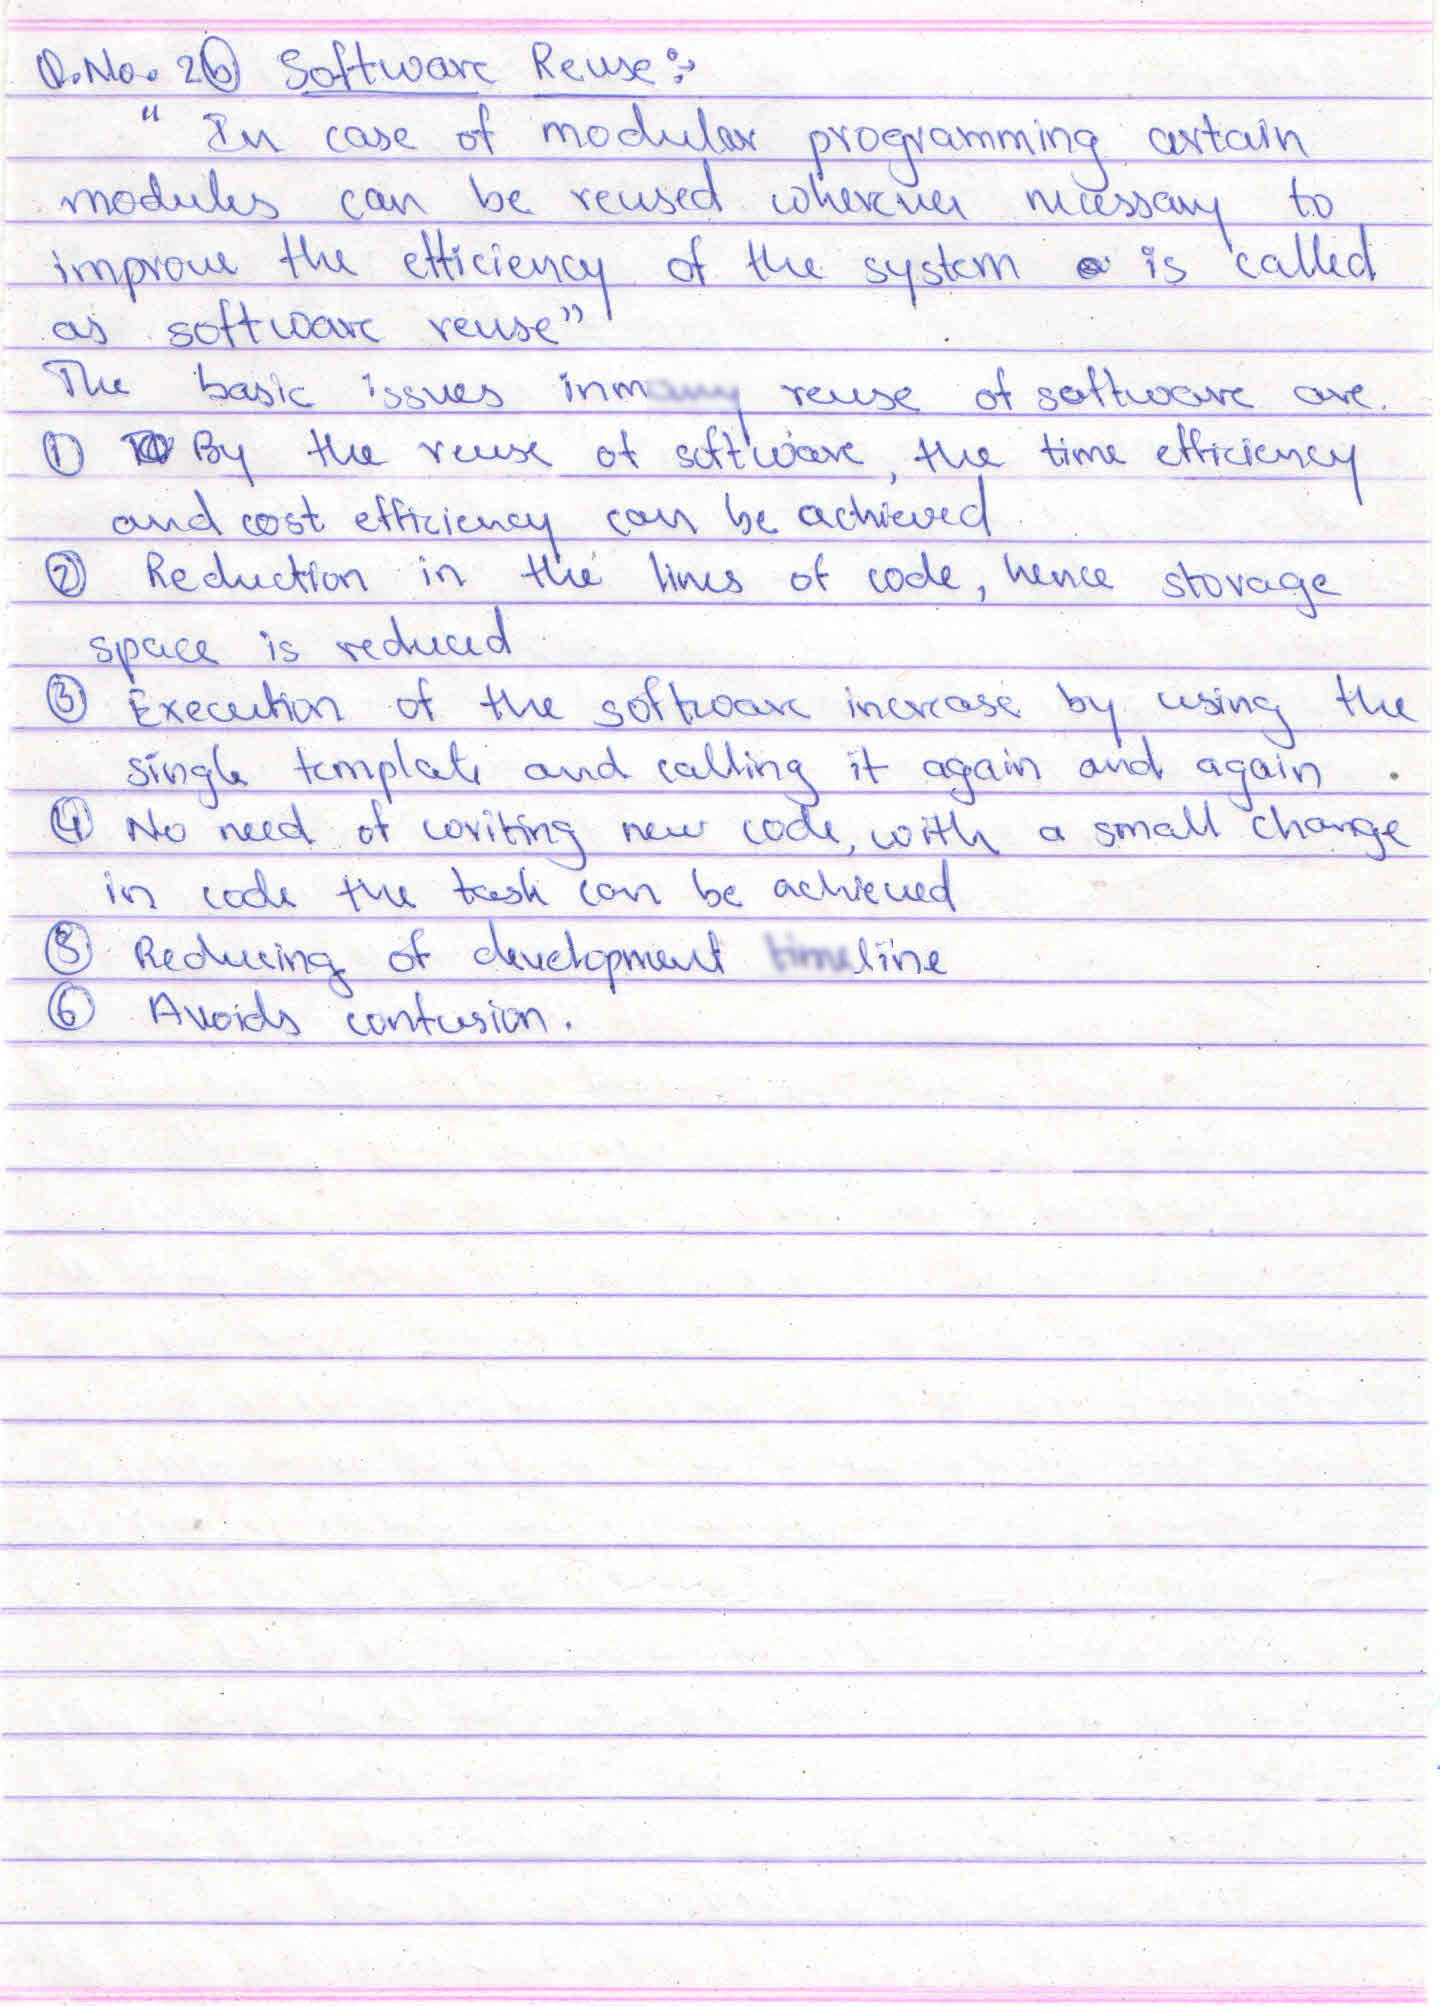 Q.No. 2(b) Software Reuse:→
" In case of modular programming certain
modules can be reused wherever necessary to
improve the efficiency of the system is called
as software reuse"
The basic issues reuse of software are.
① By the reuse of software, the time efficiency
and cost efficiency can be achieved
② Reduction in the lines of code, hence storage
space is reduced
③ Execution of the software increase by using the
single template and calling it again and again .
④ No need of writing new code, with a small change
in code the task can be achieved
⑤ Reducing of development line
⑥ Avoids confusion.